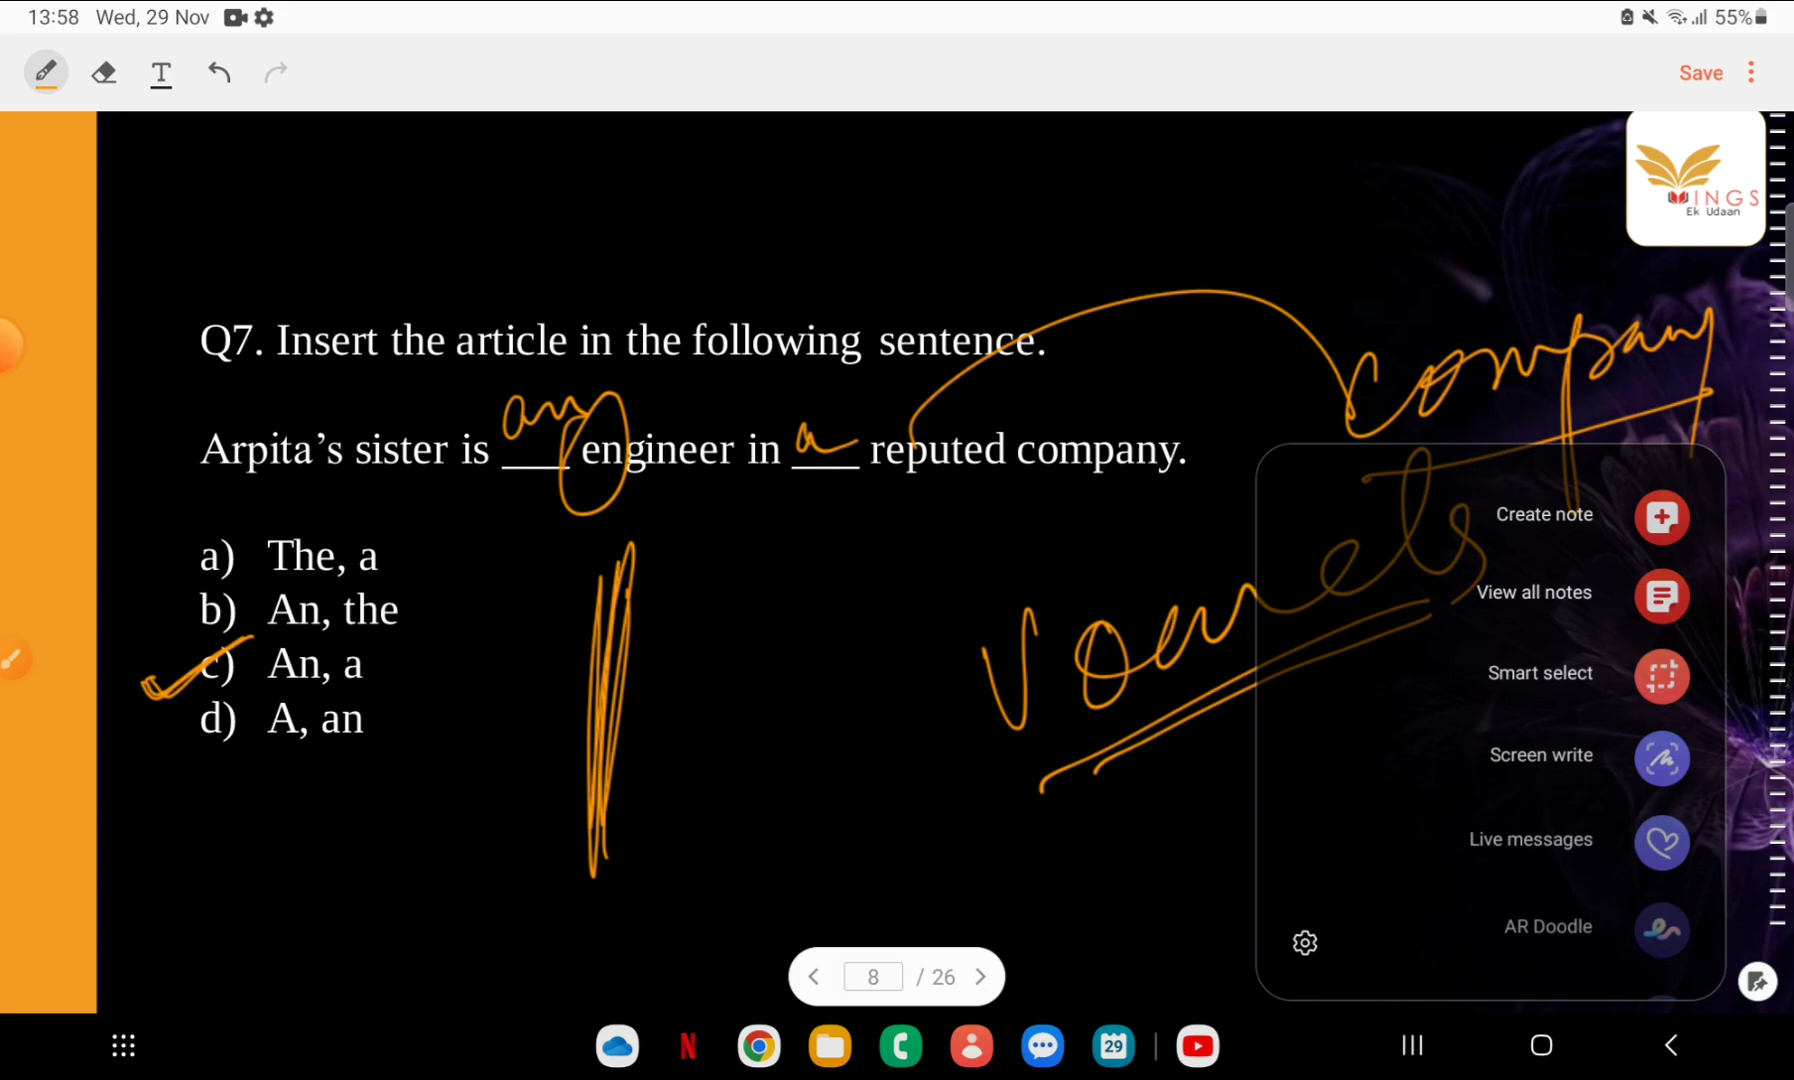 13:58 Wed, 29 Nov 55%
T Save
WINGS
Ek Udaan
Q7. Insert the article in the following sentence.
company
an a
Arpita’s sister is ___ engineer in ___ reputed company.
a) The, a
b) An, the
c) An, a
d) A, an
Create note
View all notes
Smart select
Screen write
Live messages
AR Doodle
8 / 26
N 29